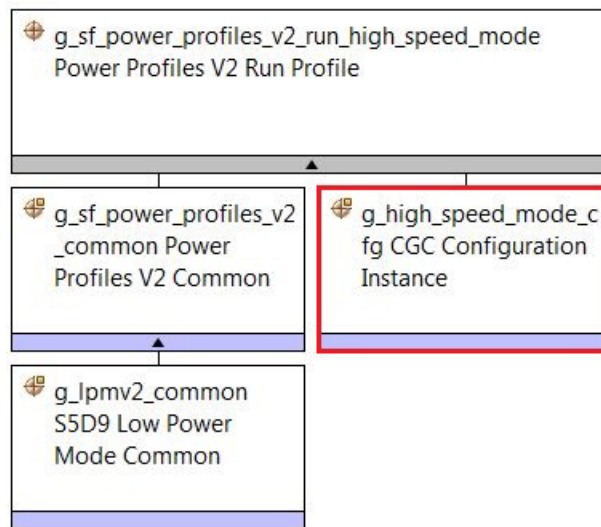 g_sf_power_profiles_v2_run_high_speed_mode
Power Profiles V2 Run Profile
g_sf_power_profiles_v2
_common Power
Profiles V2 Common
g_high_speed_mode_c
fg CGC Configuration
Instance
g_lpmv2_common
S5D9 Low Power
Mode Common